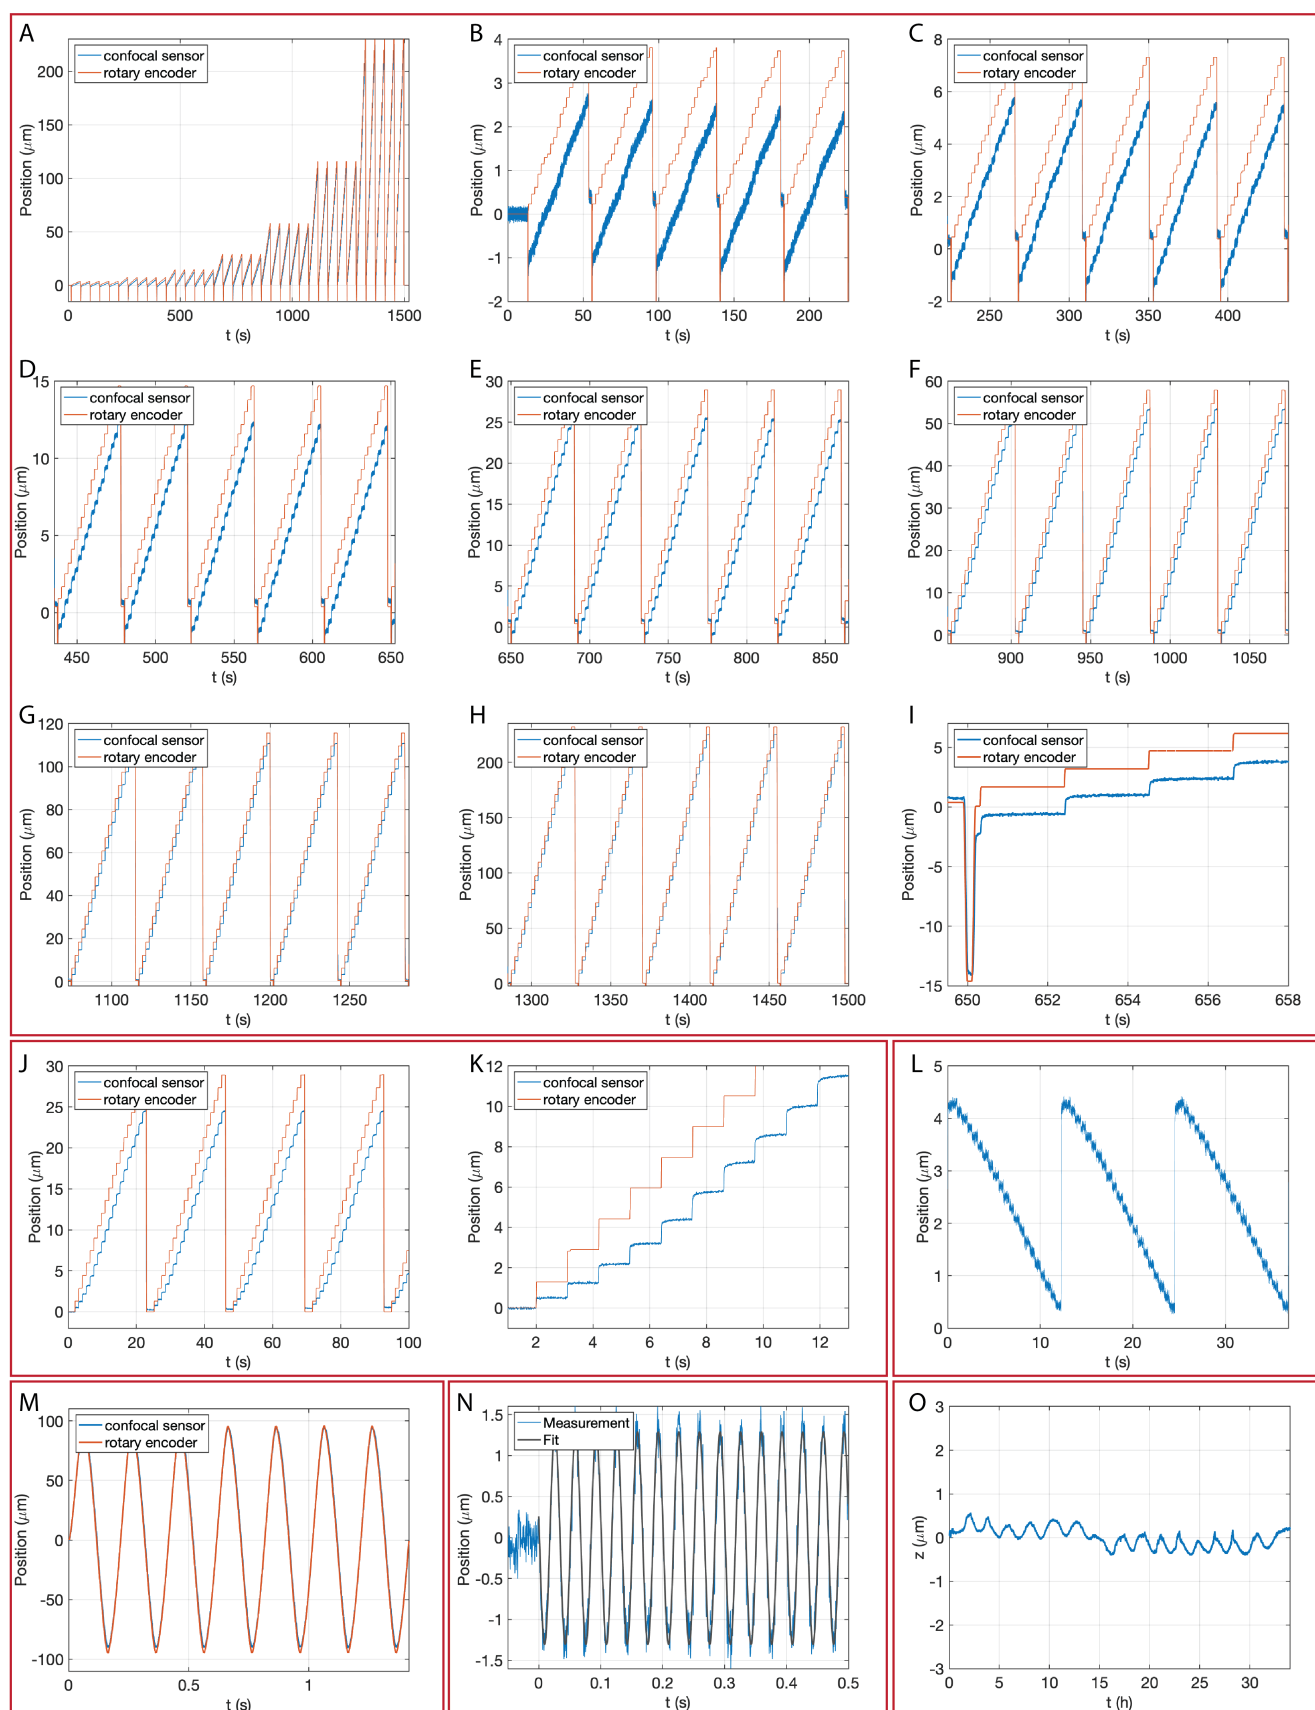 A
confocal sensor
rotary encoder
Position (μm)
200
150
100
50
0
0 500 1000 1500
t (s)
B
confocal sensor
rotary encoder
Position (μm)
4
3
2
1
0
-1
-2
0 50 100 150 200
t (s)
C
confocal sensor
rotary encoder
Position (μm)
8
6
4
2
0
-2
250 300 350 400
t (s)
D
confocal sensor
rotary encoder
Position (μm)
15
10
5
0
450 500 550 600 650
t (s)
E
confocal sensor
rotary encoder
Position (μm)
30
25
20
15
10
5
0
650 700 750 800 850
t (s)
F
confocal sensor
rotary encoder
Position (μm)
60
50
40
30
20
10
0
900 950 1000 1050
t (s)
G
confocal sensor
rotary encoder
Position (μm)
120
100
80
60
40
20
0
1100 1150 1200 1250
t (s)
H
confocal sensor
rotary encoder
Position (μm)
200
150
100
50
0
1300 1350 1400 1450 1500
t (s)
I
confocal sensor
rotary encoder
Position (μm)
5
0
-5
-10
-15
650 652 654 656 658
t (s)
J
confocal sensor
rotary encoder
Position (μm)
30
25
20
15
10
5
0
0 20 40 60 80 100
t (s)
K
confocal sensor
rotary encoder
Position (μm)
12
10
8
6
4
2
0
2 4 6 8 10 12
t (s)
L
Position (μm)
5
4
3
2
1
0
0 10 20 30
t (s)
M
confocal sensor
rotary encoder
Position (μm)
100
50
0
-50
-100
0 0.5 1
t (s)
N
Measurement
Fit
Position (μm)
1.5
1
0.5
0
-0.5
-1
-1.5
0 0.1 0.2 0.3 0.4 0.5
t (s)
O
z (μm)
3
2
1
0
-1
-2
-3
0 5 10 15 20 25 30
t (h)